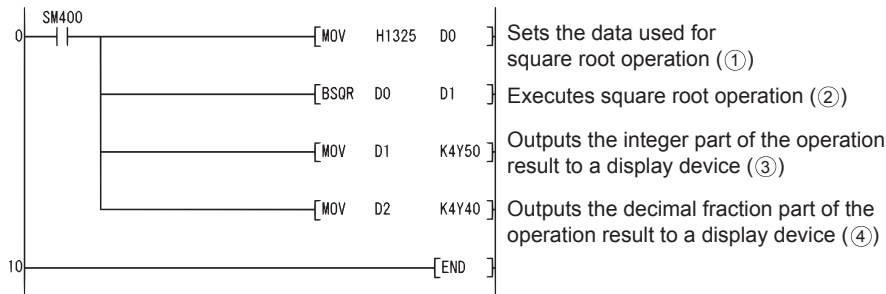 SM400
0 MOV H1325 D0 Sets the data used for
square root operation (①)
BSQR D0 D1 Executes square root operation (②)
MOV D1 K4Y50 Outputs the integer part of the operation
result to a display device (③)
MOV D2 K4Y40 Outputs the decimal fraction part of the
operation result to a display device (④)
10 END